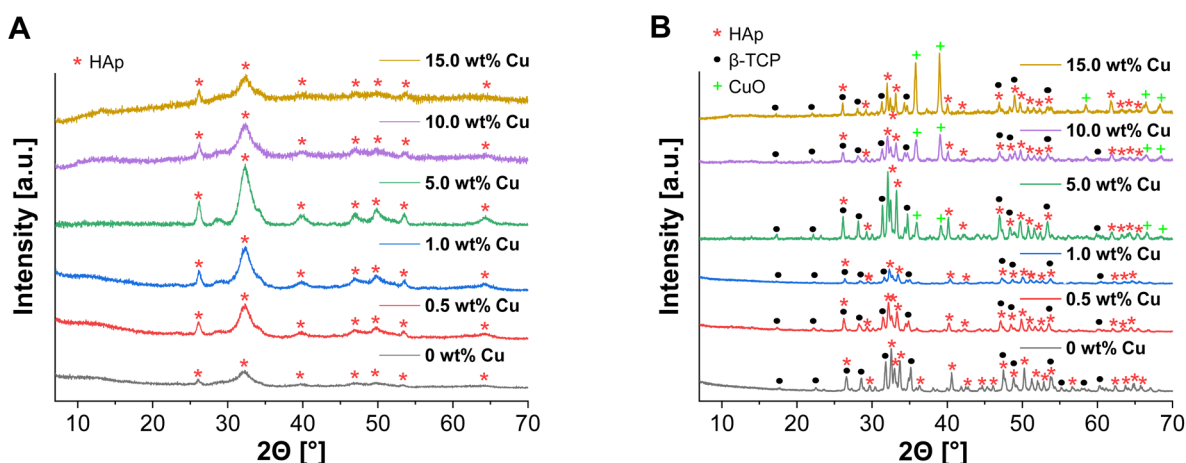 A
* HAp
15.0 wt% Cu
10.0 wt% Cu
5.0 wt% Cu
1.0 wt% Cu
0.5 wt% Cu
0 wt% Cu
Intensity [a.u.]
10 20 30 40 50 60 70
2Θ [°]
B
* HAp
• β-TCP
+ CuO
15.0 wt% Cu
10.0 wt% Cu
5.0 wt% Cu
1.0 wt% Cu
0.5 wt% Cu
0 wt% Cu
Intensity [a.u.]
10 20 30 40 50 60 70
2Θ [°]